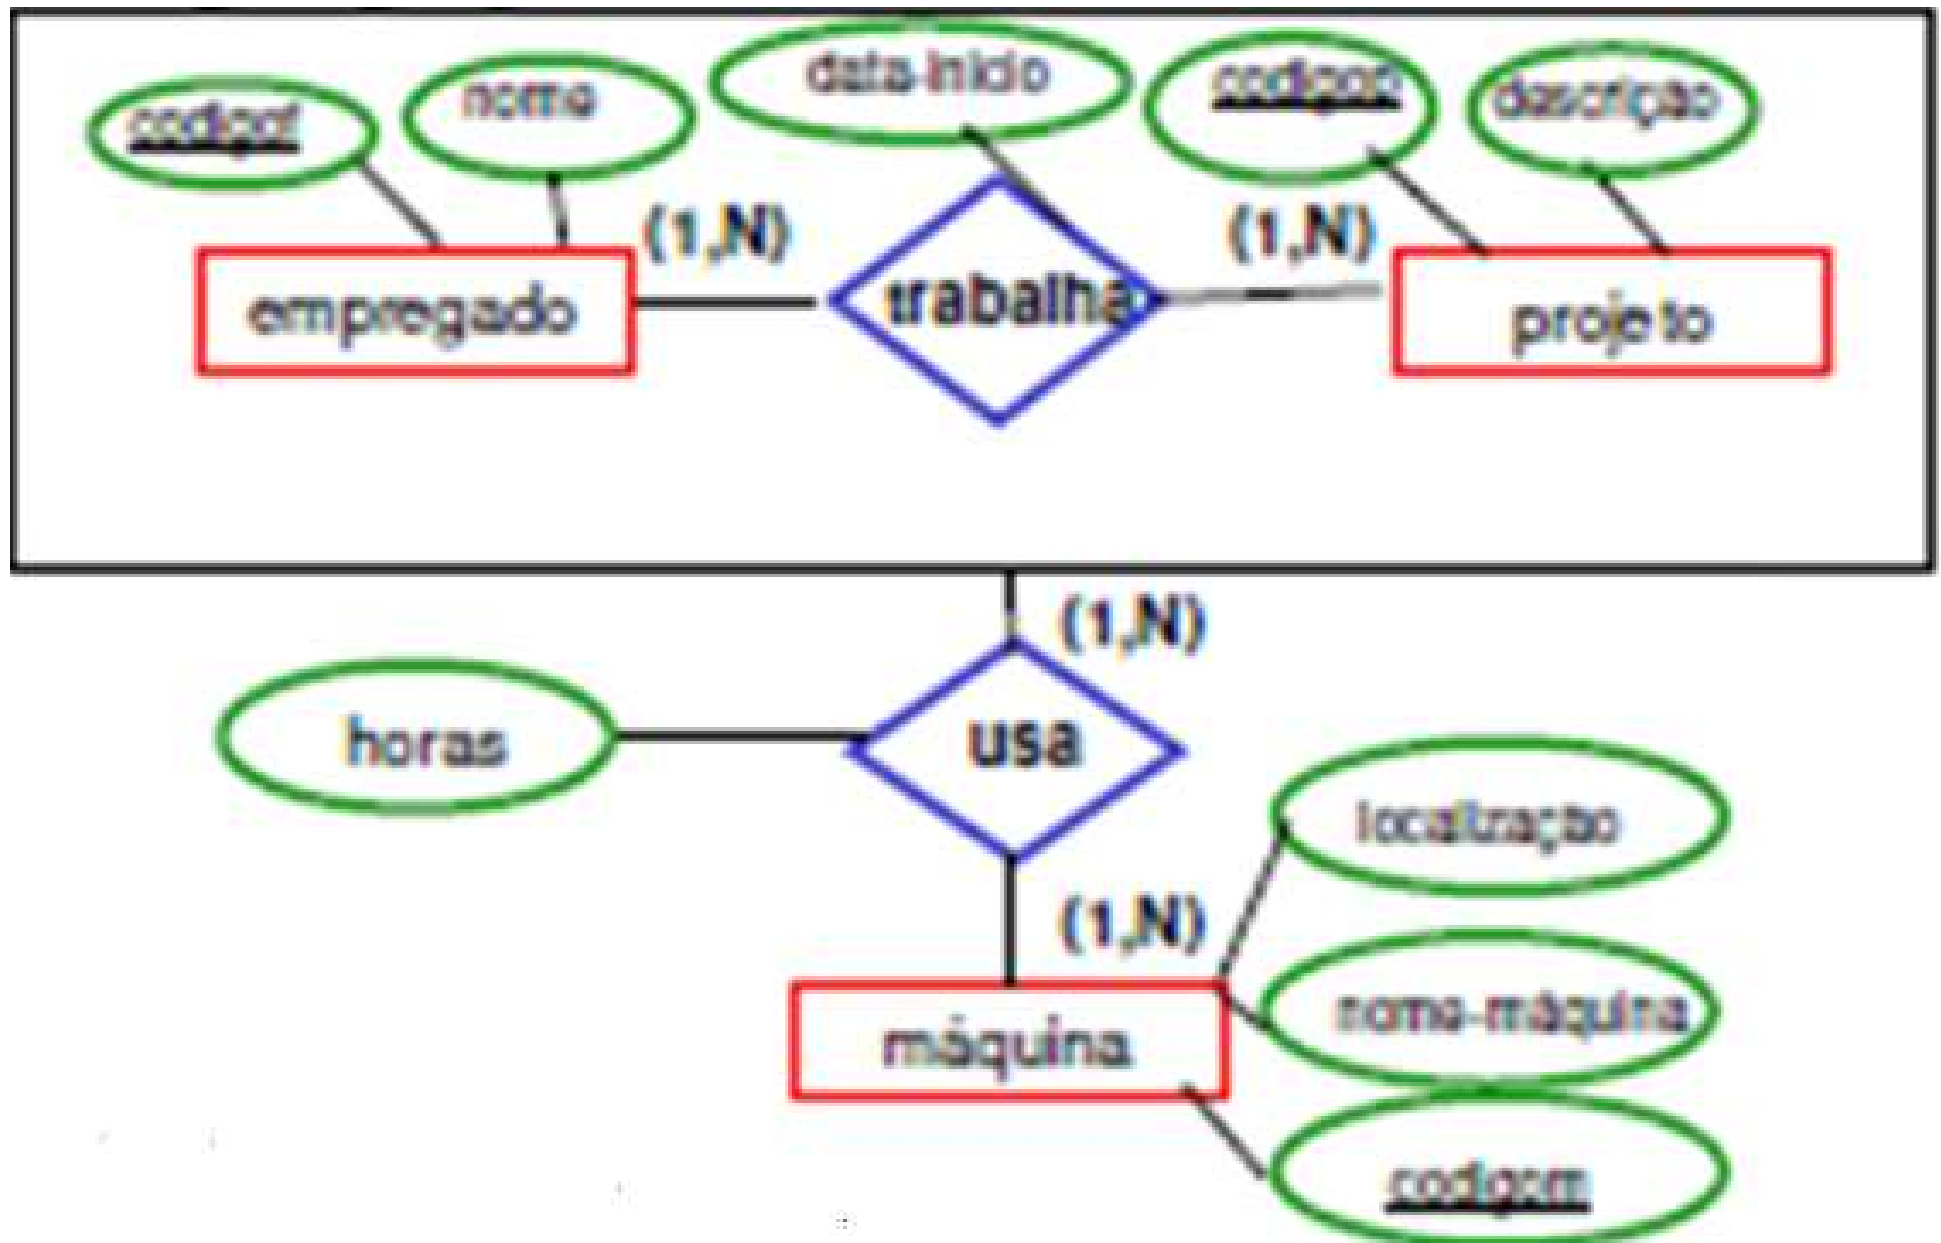 codigof
nome
data-inicio
codigop
descrição
(1,N)
(1,N)
empregado
trabalha
projeto
(1,N)
horas
usa
localização
(1,N)
nome-máquina
máquina
codigom